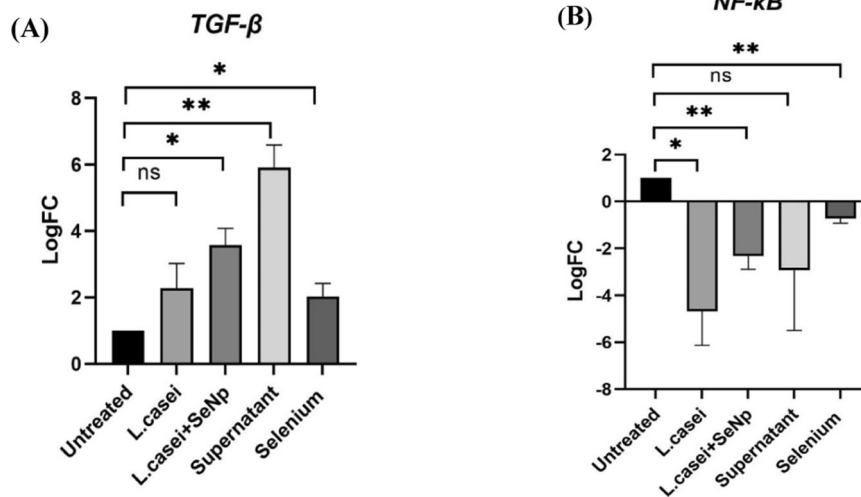 (A)
TGF-β
*
**
*
ns
8
6
4
2
0
LogFC
Untreated
L.casei
L.casei+SeNp
Supernatant
Selenium
(B)
NF-kB
**
ns
**
*
2
0
-2
-4
-6
-8
LogFC
Untreated
L.casei
L.casei+SeNp
Supernatant
Selenium